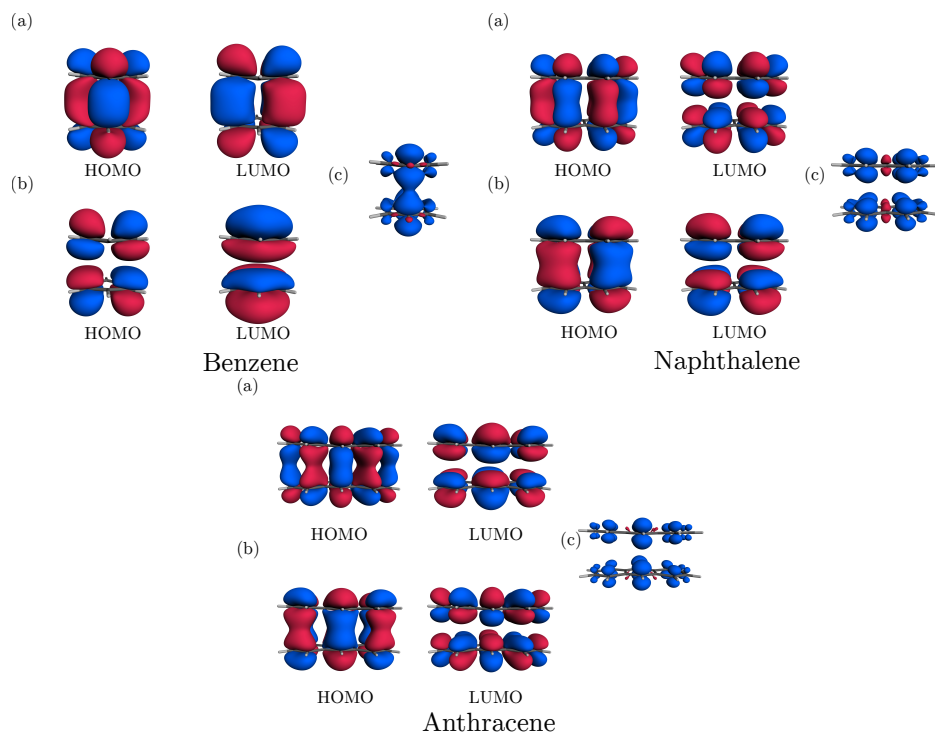 (a)
HOMO LUMO
(b)
HOMO LUMO
(c)
Benzene
(a)
HOMO LUMO
(b)
HOMO LUMO
(c)
Naphthalene
(a)
HOMO LUMO
(b)
HOMO LUMO
(c)
Anthracene